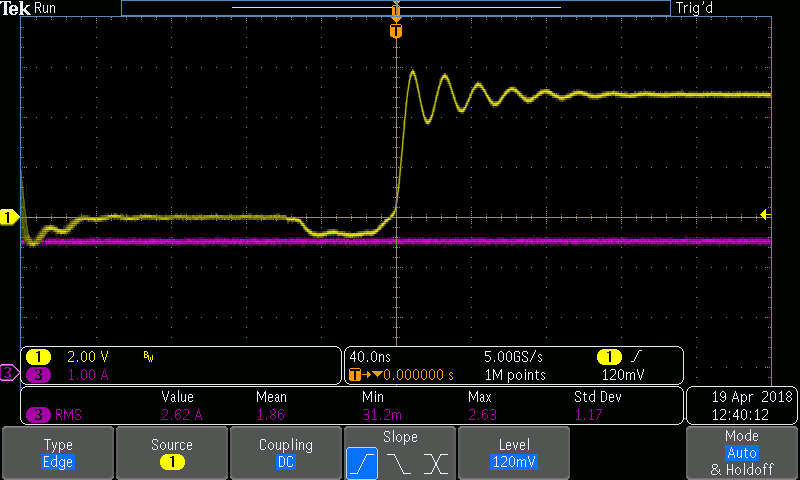 Tek Run Trig'd
T
T
1
3
1 2.00 V BW
3 1.00 A
40.0ns 5.00GS/s 1
T→▼0.000000 s 1M points 120mV
Value Mean Min Max Std Dev
3 RMS 2.62 A 1.86 31.2m 2.63 1.17
19 Apr 2018
12:40:12
Type
Edge
Source
1
Coupling
DC
Slope
Level
120mV
Mode
Auto
& Holdoff